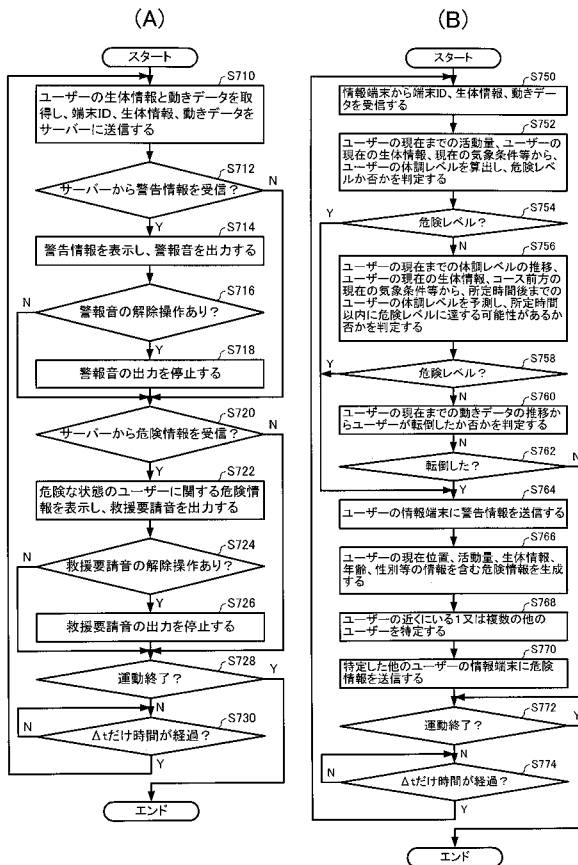 (A)
スタート
S710
ユーザーの生体情報と動きデータを取
得し、端末ID、生体情報、動きデータを
サーバーに送信する
S712
サーバーから警告情報を受信？
N
Y
S714
警告情報を表示し、警報音を出力する
S716
N
警報音の解除操作あり？
Y
S718
警報音の出力を停止する
S720
サーバーから危険情報を受信？
N
Y
S722
危険な状態のユーザーに関する危険情
報を表示し、救援要請音を出力する
S724
N
救援要請音の解除操作あり？
Y
S726
救援要請音の出力を停止する
S728
運動終了？
Y
N
S730
N
Δtだけ時間が経過？
Y
エンド
(B)
スタート
S750
情報端末から端末ID、生体情報、動きデー
タを受信する
S752
ユーザーの現在までの活動量、ユーザーの
現在の生体情報、現在の気象条件等から、
ユーザーの体調レベルを算出し、危険レベ
ルか否かを判定する
S754
Y
危険レベル？
N
S756
ユーザーの現在までの体調レベルの推移、
ユーザーの現在の生体情報、コース前方の
現在の気象条件等から、所定時間後までの
ユーザーの体調レベルを予測し、所定時間
以内に危険レベルに達する可能性があるか
否かを判定する
S758
Y
危険レベル？
N
S760
ユーザーの現在までの動きデータの推移か
らユーザーが転倒したか否かを判定する
S762
転倒した？
N
Y
S764
ユーザーの情報端末に警告情報を送信する
S766
ユーザーの現在位置、活動量、生体情報、
年齢、性別等の情報を含む危険情報を生成
する
S768
ユーザーの近くにいる1又は複数の他の
ユーザーを特定する
S770
特定した他のユーザーの情報端末に危険
情報を送信する
S772
運動終了？
Y
N
S774
N
Δtだけ時間が経過？
Y
エンド